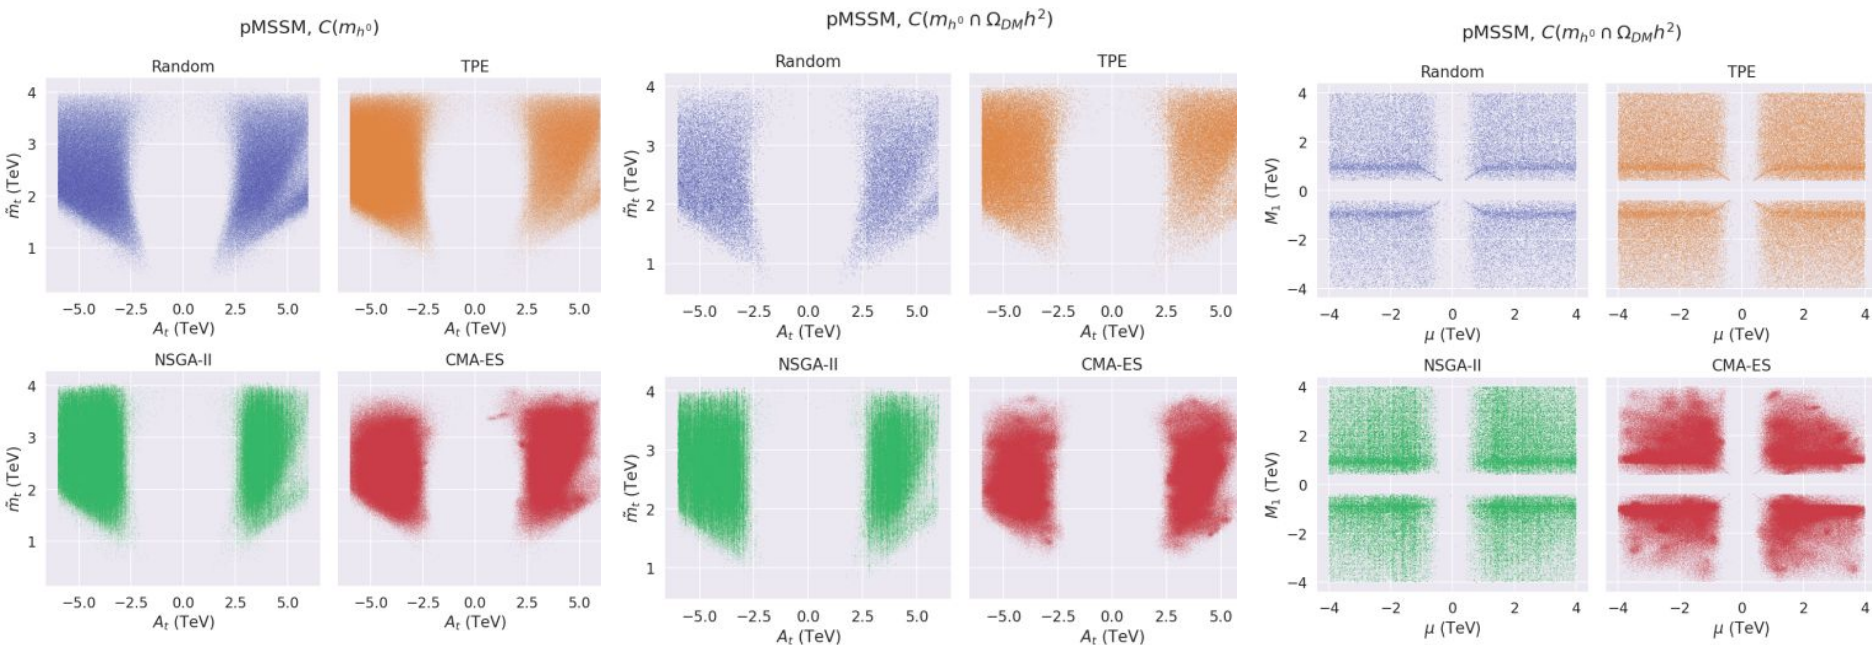 pMSSM, C(m_{h^0})
Random
TPE
4
3
2
1
m̃_t (TeV)
−5.0 −2.5 0.0 2.5 5.0
A_t (TeV)
−5.0 −2.5 0.0 2.5 5.0
A_t (TeV)
NSGA-II
CMA-ES
4
3
2
1
m̃_t (TeV)
−5.0 −2.5 0.0 2.5 5.0
A_t (TeV)
−5.0 −2.5 0.0 2.5 5.0
A_t (TeV)
pMSSM, C(m_{h^0} ∩ Ω_{DM}h^2)
Random
TPE
4
3
2
1
m̃_t (TeV)
−5.0 −2.5 0.0 2.5 5.0
A_t (TeV)
−5.0 −2.5 0.0 2.5 5.0
A_t (TeV)
NSGA-II
CMA-ES
4
3
2
1
m̃_t (TeV)
−5.0 −2.5 0.0 2.5 5.0
A_t (TeV)
−5.0 −2.5 0.0 2.5 5.0
A_t (TeV)
pMSSM, C(m_{h^0} ∩ Ω_{DM}h^2)
Random
TPE
4
2
0
−2
−4
M_1 (TeV)
−4 −2 0 2 4
μ (TeV)
−4 −2 0 2 4
μ (TeV)
NSGA-II
CMA-ES
4
2
0
−2
−4
M_1 (TeV)
−4 −2 0 2 4
μ (TeV)
−4 −2 0 2 4
μ (TeV)